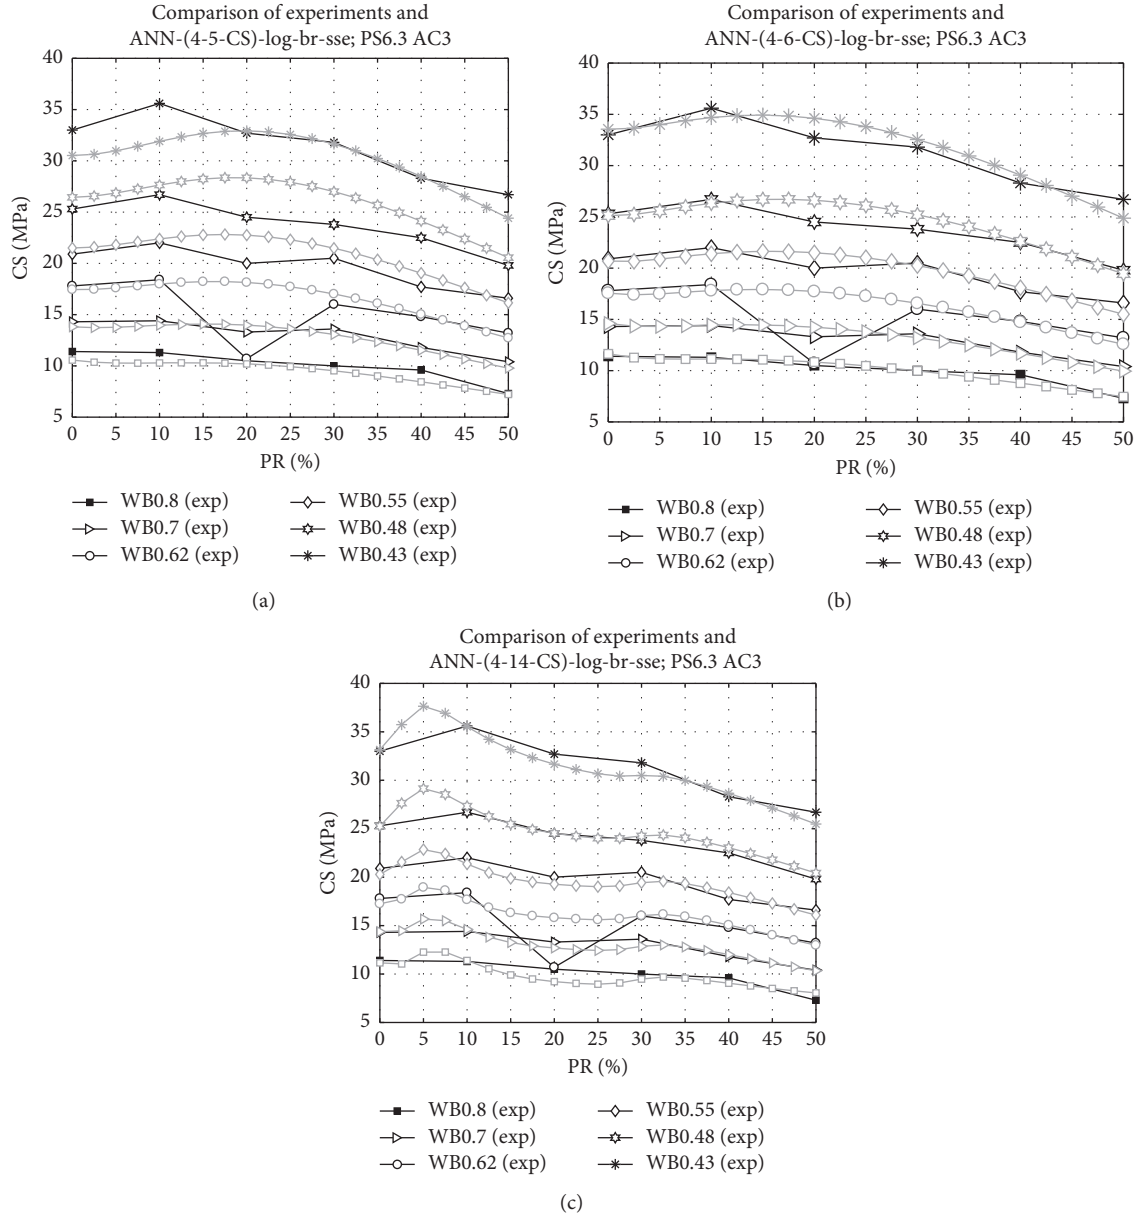 Comparison of experiments and
ANN-(4-5-CS)-log-br-sse; PS6.3 AC3
40
35
30
25
20
15
10
5
CS (MPa)
0 5 10 15 20 25 30 35 40 45 50
PR (%)
WB0.8 (exp)
WB0.7 (exp)
WB0.62 (exp)
WB0.55 (exp)
WB0.48 (exp)
WB0.43 (exp)
(a)
Comparison of experiments and
ANN-(4-6-CS)-log-br-sse; PS6.3 AC3
40
35
30
25
20
15
10
5
CS (MPa)
0 5 10 15 20 25 30 35 40 45 50
PR (%)
WB0.8 (exp)
WB0.7 (exp)
WB0.62 (exp)
WB0.55 (exp)
WB0.48 (exp)
WB0.43 (exp)
(b)
Comparison of experiments and
ANN-(4-14-CS)-log-br-sse; PS6.3 AC3
40
35
30
25
20
15
10
5
CS (MPa)
0 5 10 15 20 25 30 35 40 45 50
PR (%)
WB0.8 (exp)
WB0.7 (exp)
WB0.62 (exp)
WB0.55 (exp)
WB0.48 (exp)
WB0.43 (exp)
(c)